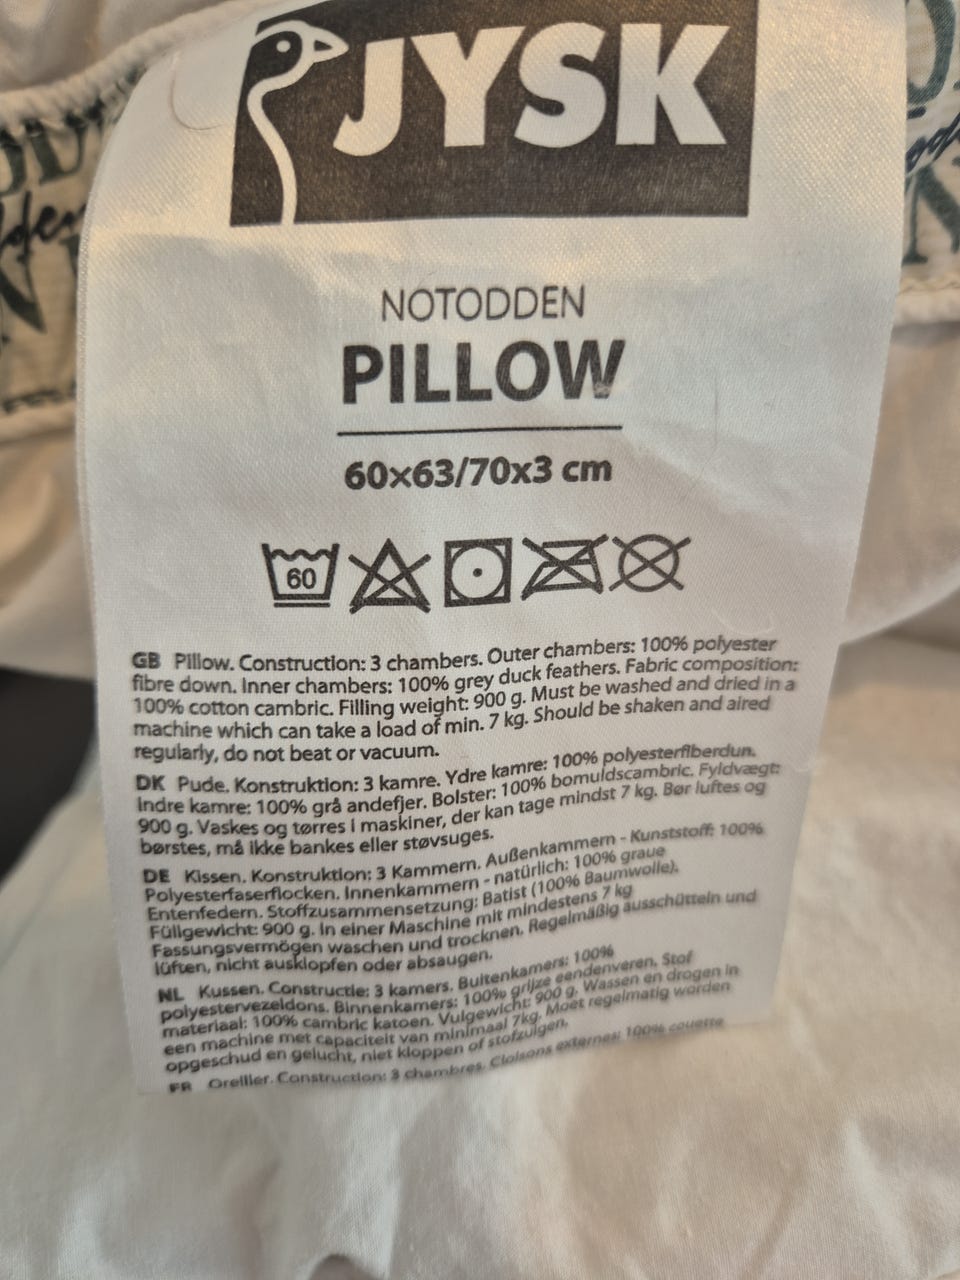 JYSK
NOTODDEN
PILLOW
60×63/70x3 cm
60
GB Pillow. Construction: 3 chambers. Outer chambers: 100% polyester
fibre down. Inner chambers: 100% grey duck feathers. Fabric composition:
100% cotton cambric. Filling weight: 900 g. Must be washed and dried in a
machine which can take a load of min. 7 kg. Should be shaken and aired
regularly, do not beat or vacuum.
DK Pude. Konstruktion: 3 kamre. Ydre kamre: 100% polyesterfiberdun.
Indre kamre: 100% grå andefjer. Bolster: 100% bomuldscambric. Fyldvægt:
900 g. Vaskes og tørres i maskiner, der kan tage mindst 7 kg. Bør luftes og
børstes, må ikke bankes eller støvsuges.
DE Kissen. Konstruktion: 3 Kammern. Außenkammern - Kunststoff: 100%
Polyesterfaserflocken. Innenkammern - natürlich: 100% graue
Entenfedern. Stoffzusammensetzung: Batist (100% Baumwolle).
Füllgewicht: 900 g. In einer Maschine mit mindestens 7 kg
Fassungsvermögen waschen und trocknen. Regelmäßig ausschütteln und
lüften, nicht ausklopfen oder absaugen.
NL Kussen. Constructie: 3 kamers. Buitenkamers: 100%
polyestervezeldons. Binnenkamers: 100% grijze eendenveren. Stof
materiaal: 100% cambric katoen. Vulgewicht: 900 g. Wassen en drogen in
een machine met capaciteit van minimaal 7kg. Moet regelmatig worden
opgeschud en gelucht, niet kloppen of stofzuigen.
FR Oreiller. Construction: 3 chambres. Cloisons externes: 100% couette